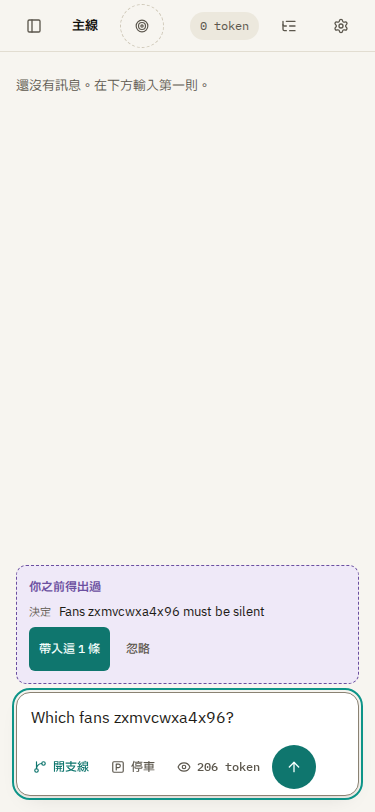 主線
0 token
還沒有訊息。在下方輸入第一則。
你之前得出過
決定 Fans zxmvcwxa4x96 must be silent
帶入這 1 條 忽略
Which fans zxmvcwxa4x96?
開支線 停車 206 token